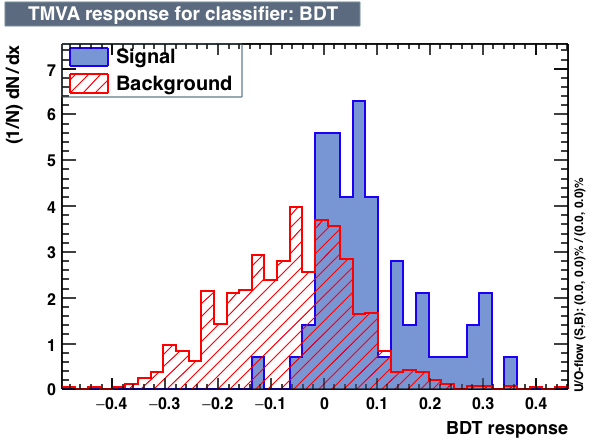 TMVA response for classifier: BDT
(1/N) dN / dx
Signal
Background
7
6
5
4
3
2
1
0
−0.4 −0.3 −0.2 −0.1 0 0.1 0.2 0.3 0.4
BDT response
U/O-flow (S,B): (0.0, 0.0)% / (0.0, 0.0)%